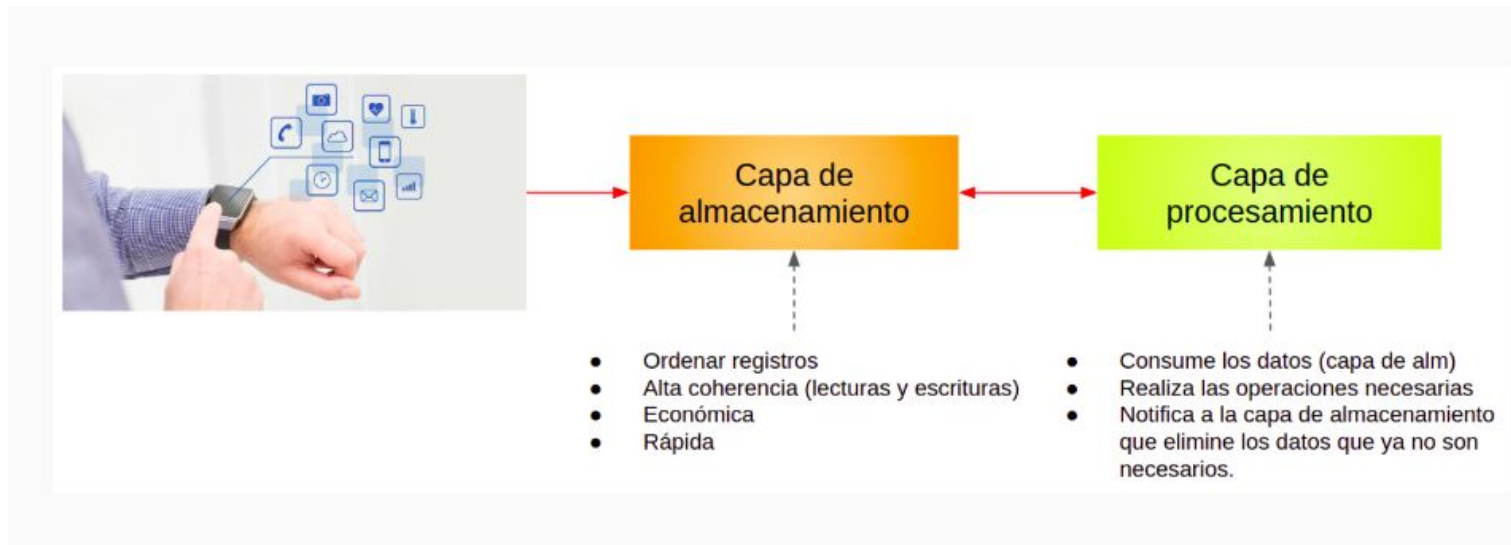 Capa de
almacenamiento
Capa de
procesamiento
● Ordenar registros
● Alta coherencia (lecturas y escrituras)
● Económica
● Rápida
● Consume los datos (capa de alm)
● Realiza las operaciones necesarias
● Notifica a la capa de almacenamiento
que elimine los datos que ya no son
necesarios.